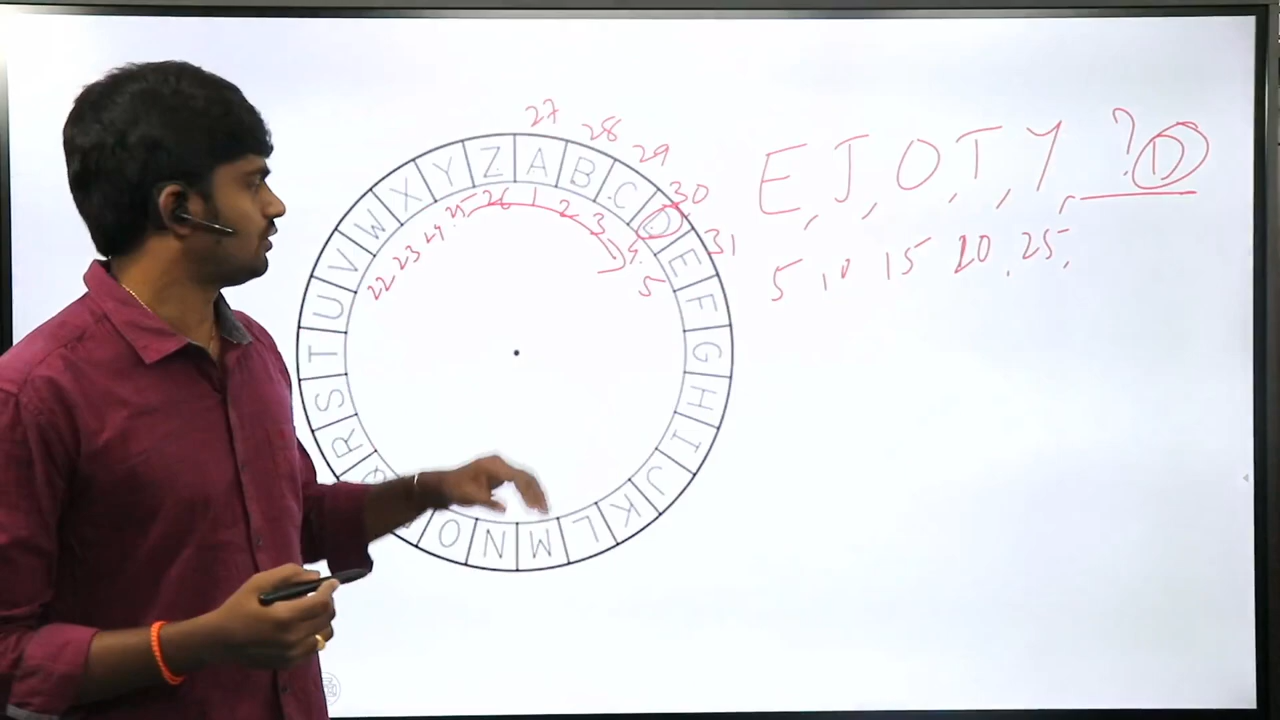 E, J, O, T, Y, ? D
5, 10 15 20, 25,
27 28 29 30 31
A B C D E F G H I J K L M N O Q R S T U V W X Y Z
22 23 24 25 26 1 2 3 4 5